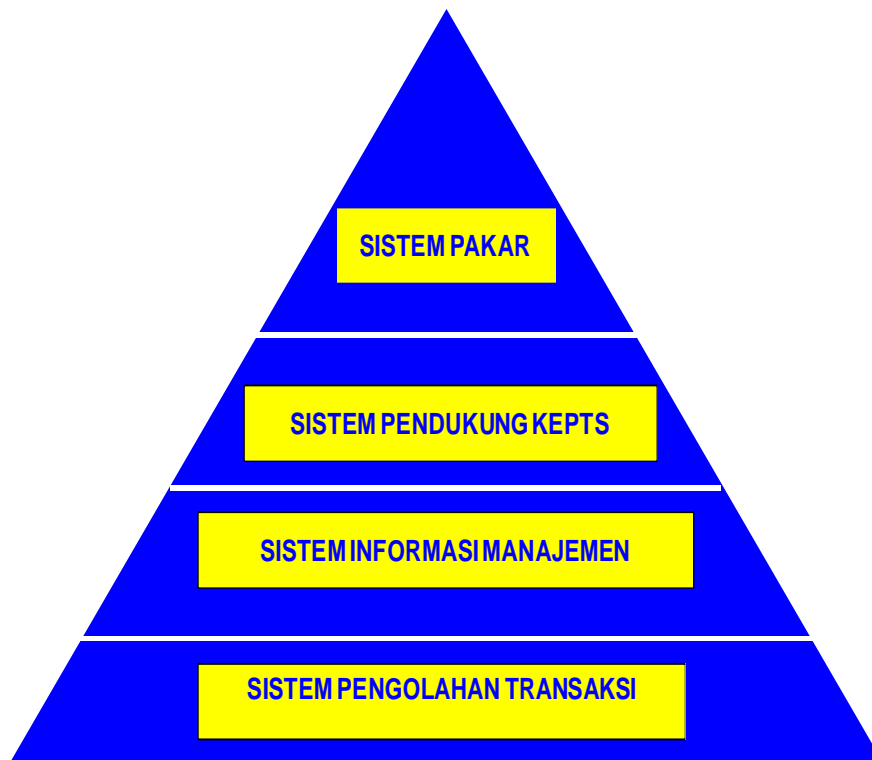 SISTEM PAKAR
SISTEM PENDUKUNG KEPTS
SISTEM INFORMASI MANAJEMEN
SISTEM PENGOLAHAN TRANSAKSI